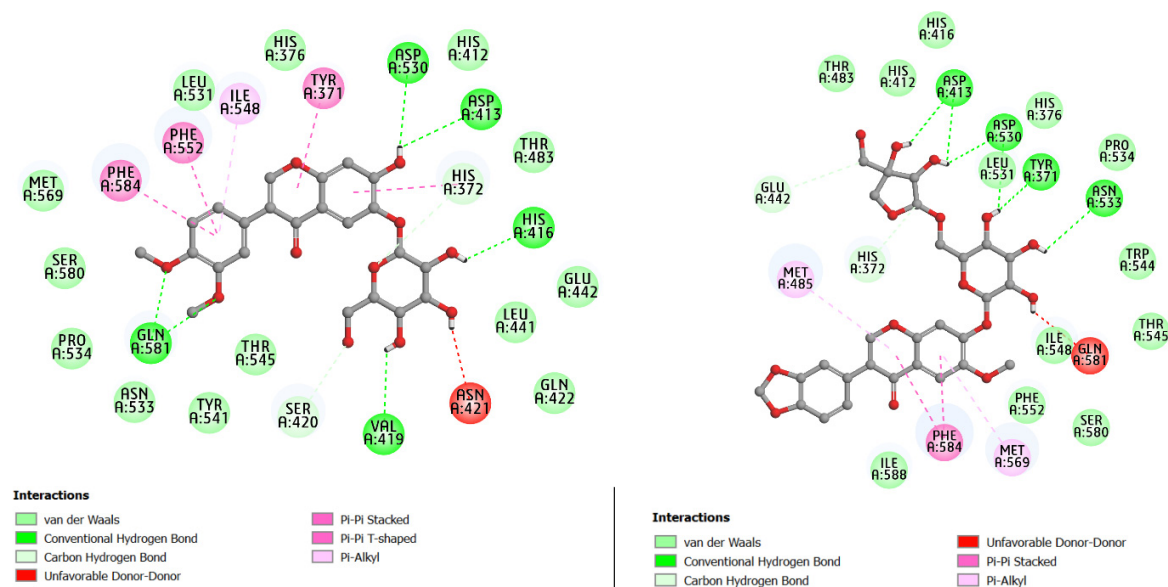 HIS
A:376
ASP
A:530
HIS
A:412
LEU
A:531
ILE
A:548
TYR
A:371
ASP
A:413
PHE
A:552
THR
A:483
PHE
A:584
HIS
A:372
MET
A:569
HIS
A:416
SER
A:580
GLU
A:442
LEU
A:441
GLN
A:581
THR
A:545
PRO
A:534
ASN
A:533
TYR
A:541
SER
A:420
VAL
A:419
ASN
A:421
GLN
A:422
Interactions
van der Waals
Conventional Hydrogen Bond
Carbon Hydrogen Bond
Unfavorable Donor-Donor
Pi-Pi Stacked
Pi-Pi T-shaped
Pi-Alkyl
HIS
A:416
THR
A:483
HIS
A:412
ASP
A:413
HIS
A:376
ASP
A:530
PRO
A:534
LEU
A:531
TYR
A:371
GLU
A:442
ASN
A:533
HIS
A:372
TRP
A:544
MET
A:485
THR
A:545
ILE
A:548
GLN
A:581
PHE
A:552
SER
A:580
PHE
A:584
MET
A:569
ILE
A:588
Interactions
van der Waals
Conventional Hydrogen Bond
Carbon Hydrogen Bond
Unfavorable Donor-Donor
Pi-Pi Stacked
Pi-Alkyl